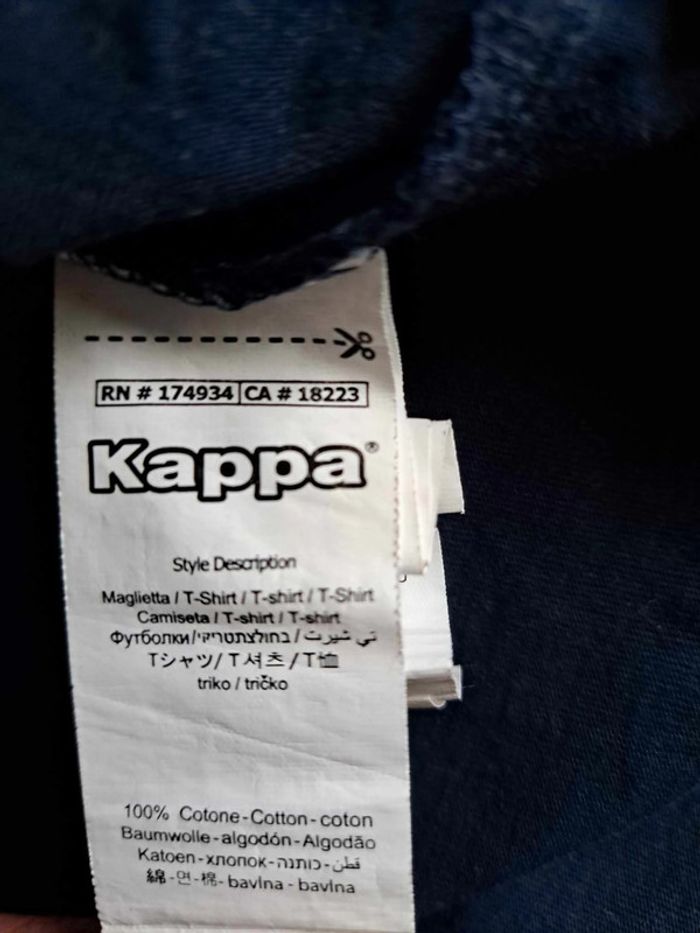 RN # 174934 CA # 18223
Kappa®
Style Description
Maglietta / T-Shirt / T-shirt / T-Shirt
Camiseta / T-shirt / T-shirt
Футболки/בחולצתטריקי/تي شيرت
Tシャツ/ T셔츠/T恤
triko / tričko
100% Cotone-Cotton-coton
Baumwolle-algodón-Algodão
Katoen-хлопок-כותנה-قطن
綿-면-棉-bavlna - bavlna